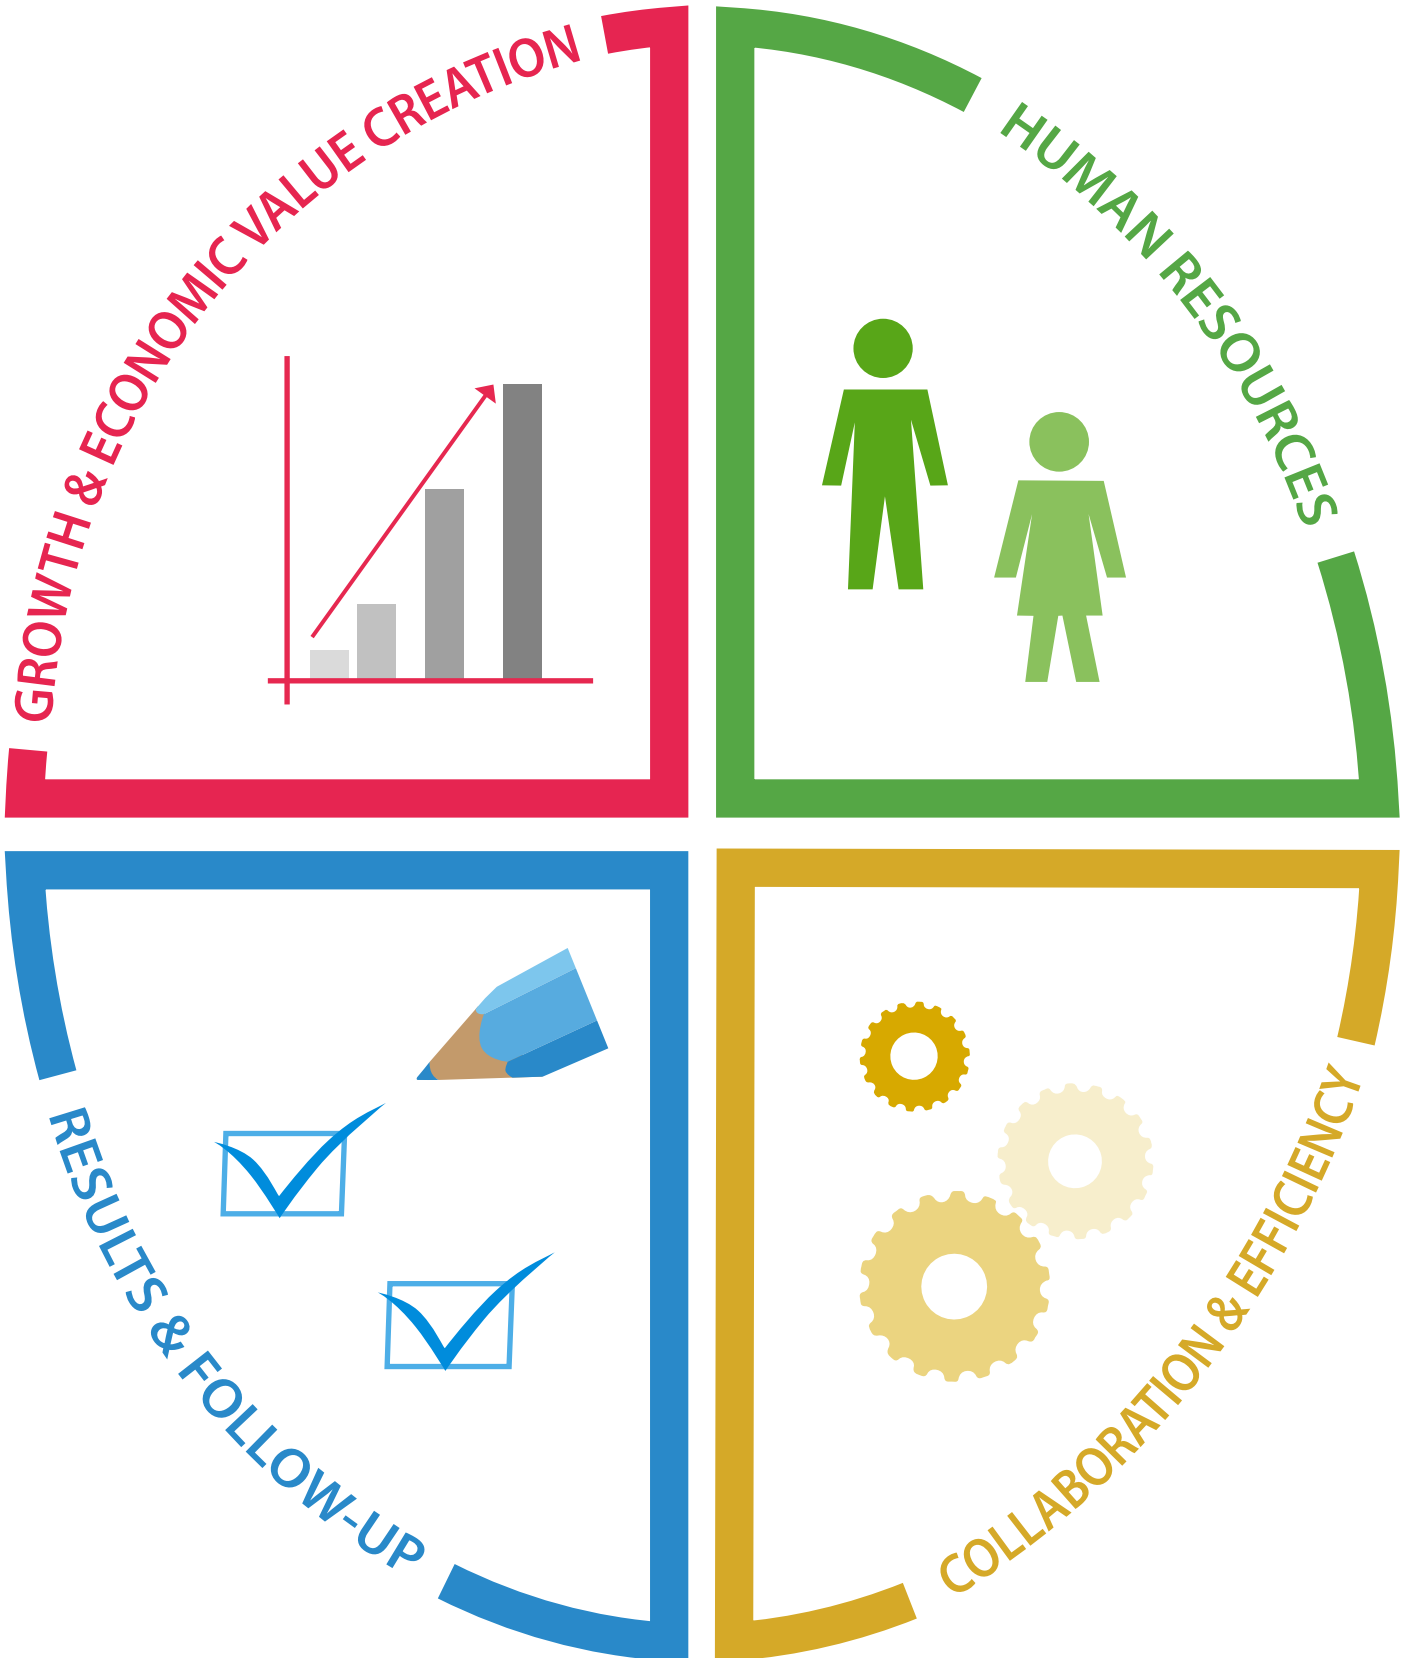 GROWTH & ECONOMIC VALUE CREATION
HUMAN RESOURCES
RESULTS & FOLLOW-UP
COLLABORATION & EFFICIENCY